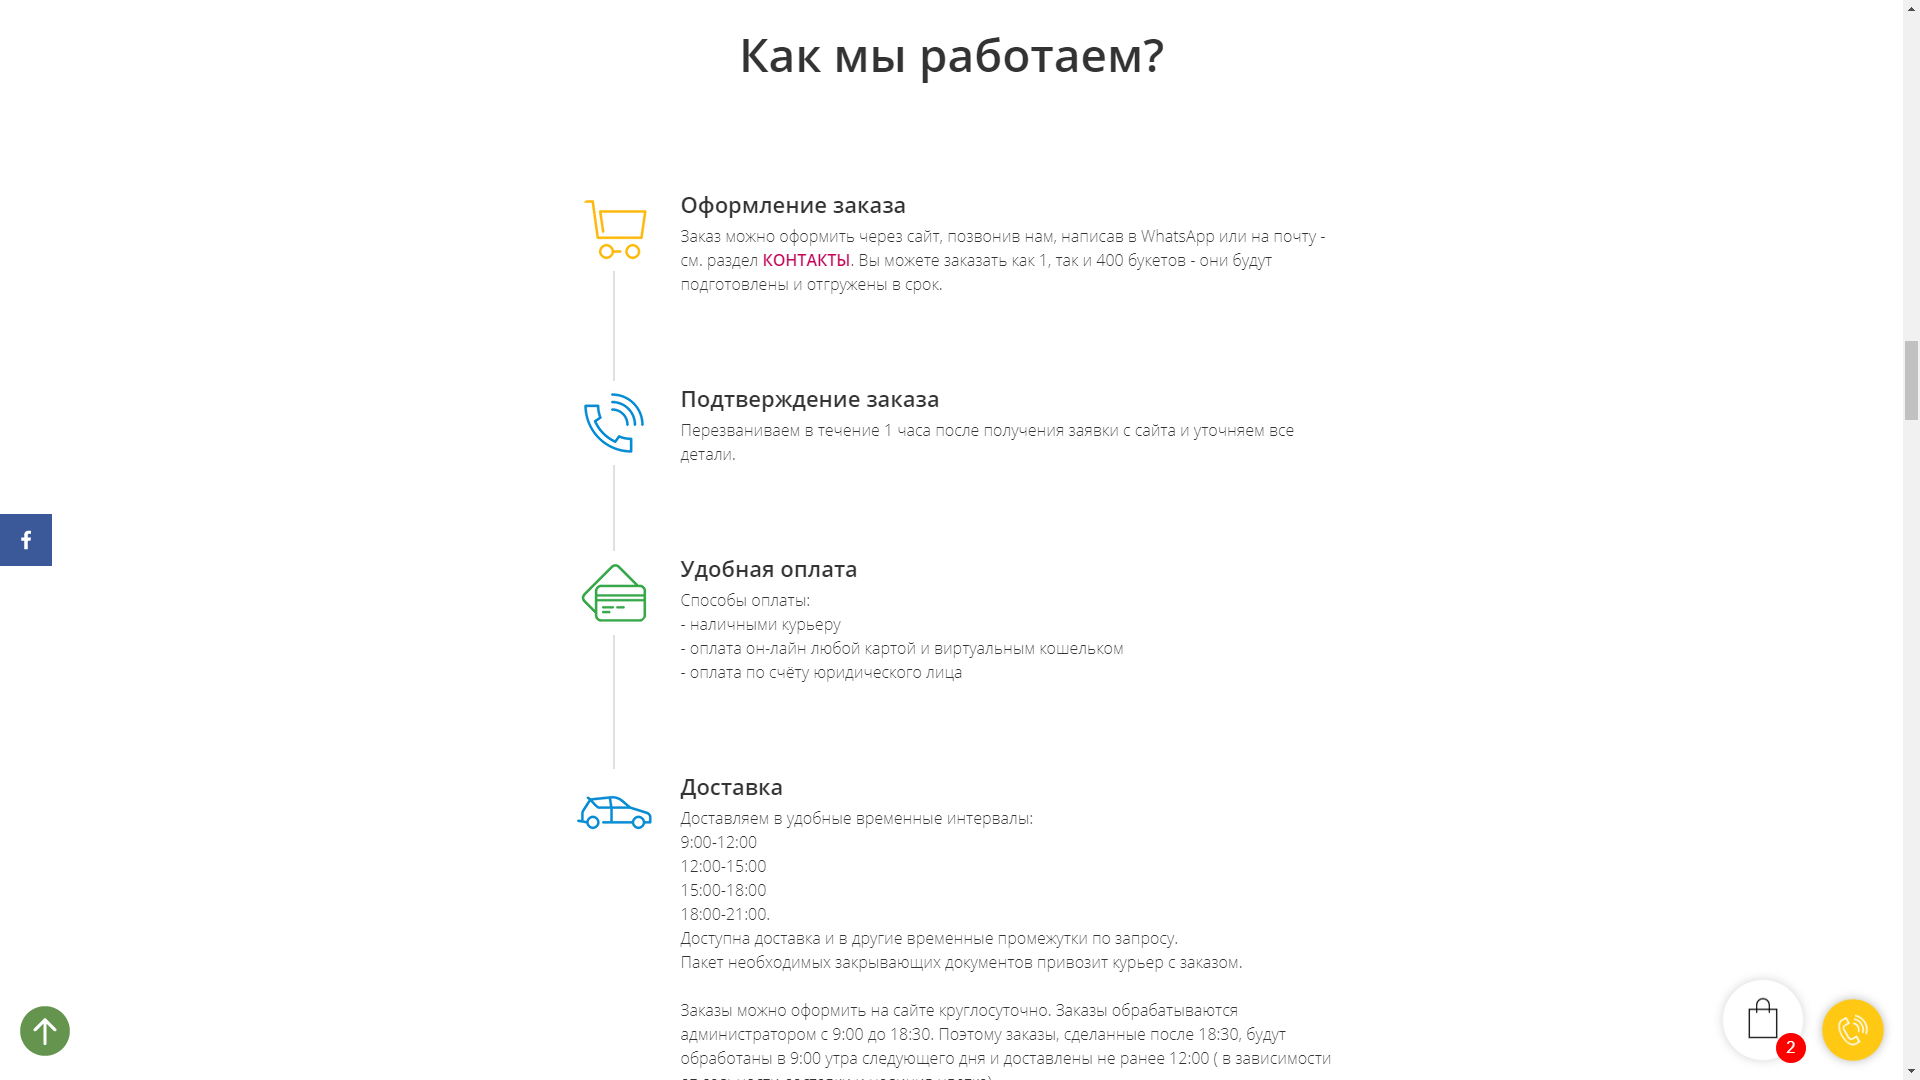 Как мы работаем?
Оформление заказа
Заказ можно оформить через сайт, позвонив нам, написав в WhatsApp или на почту -
см. раздел КОНТАКТЫ. Вы можете заказать как 1, так и 400 букетов - они будут
подготовлены и отгружены в срок.
Подтверждение заказа
Перезваниваем в течение 1 часа после получения заявки с сайта и уточняем все
детали.
Удобная оплата
Способы оплаты:
- наличными курьеру
- оплата он-лайн любой картой и виртуальным кошельком
- оплата по счёту юридического лица
Доставка
Доставляем в удобные временные интервалы:
9:00-12:00
12:00-15:00
15:00-18:00
18:00-21:00.
Доступна доставка и в другие временные промежутки по запросу.
Пакет необходимых закрывающих документов привозит курьер с заказом.
Заказы можно оформить на сайте круглосуточно. Заказы обрабатываются
администратором с 9:00 до 18:30. Поэтому заказы, сделанные после 18:30, будут
обработаны в 9:00 утра следующего дня и доставлены не ранее 12:00 ( в зависимости
2